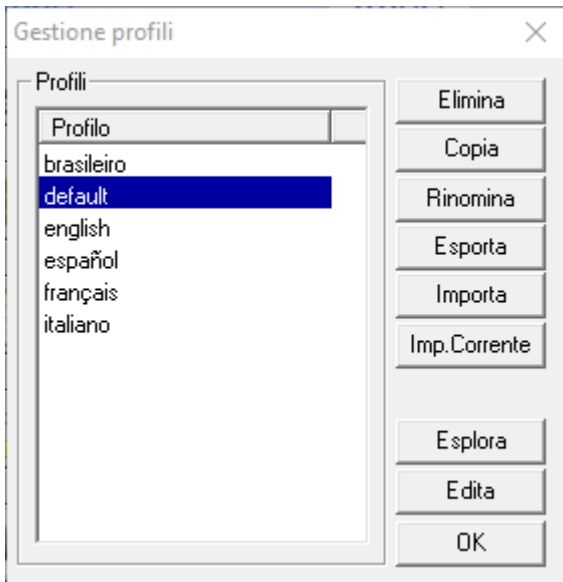 Gestione profili
Profili
Profilo
brasileiro
default
english
español
français
italiano
Elimina
Copia
Rinomina
Esporta
Importa
Imp.Corrente
Esplora
Edita
OK